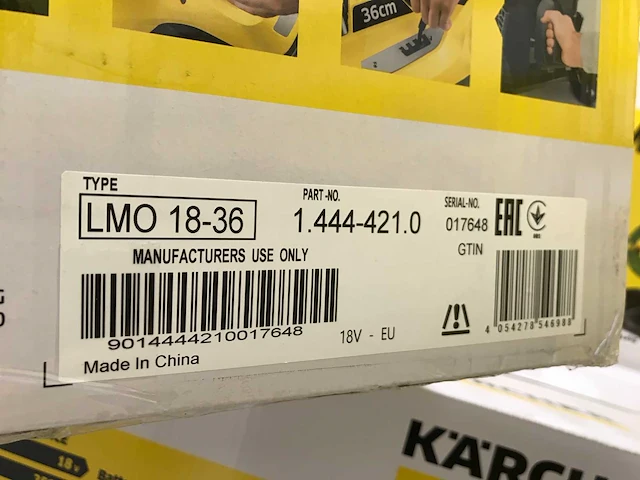 36cm
TYPE
LMO 18-36
PART-NO.
1.444-421.0
SERIAL-NO.
017648
EAC
GTIN
MANUFACTURERS USE ONLY
9014444210017648
18V - EU
4 054278 546988
Made In China
KÄRCH
18 V